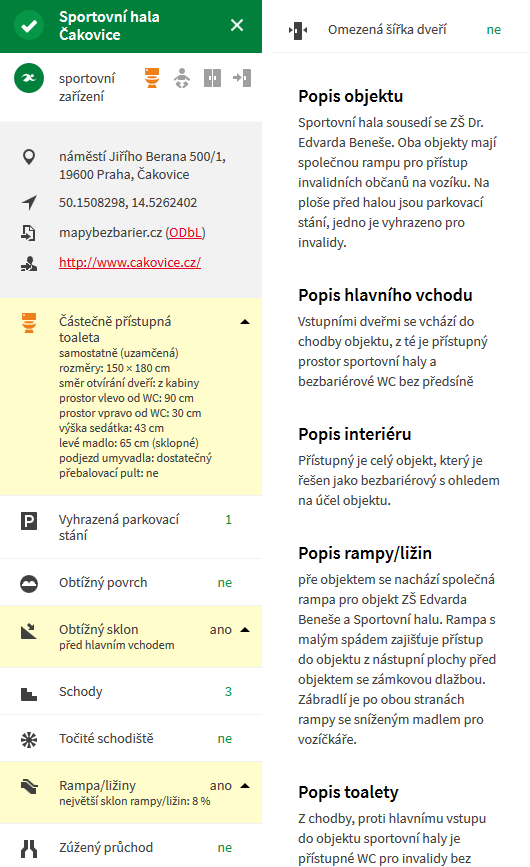 Sportovní hala
Čakovice
sportovní
zařízení
náměstí Jiřího Berana 500/1,
19600 Praha, Čakovice
50.1508298, 14.5262402
mapybezbarier.cz (ODbL)
http://www.cakovice.cz/
Částečně přístupná
toaleta
samostatně (uzamčená)
rozměry: 150 × 180 cm
směr otvírání dveří: z kabiny
prostor vlevo od WC: 90 cm
prostor vpravo od WC: 30 cm
výška sedátka: 43 cm
levé madlo: 65 cm (sklopné)
podjezd umyvadla: dostatečný
přebalovací pult: ne
P Vyhrazená parkovací 1
stání
Obtížný povrch ne
Obtížný sklon ano
před hlavním vchodem
Schody 3
Točité schodiště ne
Rampa/ližiny ano
největší sklon rampy/ližin: 8 %
Zúžený průchod ne
Omezená šířka dveří ne
Popis objektu
Sportovní hala sousedí se ZŠ Dr.
Edvarda Beneše. Oba objekty mají
společnou rampu pro přístup
invalidních občanů na vozíku. Na
ploše před halou jsou parkovací
stání, jedno je vyhrazeno pro
invalidy.
Popis hlavního vchodu
Vstupními dveřmi se vchází do
chodby objektu, z té je přístupný
prostor sportovní haly a
bezbariérové WC bez předsíně
Popis interiéru
Přístupný je celý objekt, který je
řešen jako bezbariérový s ohledem
na účel objektu.
Popis rampy/ližin
pře objektem se nachází společná
rampa pro objekt ZŠ Edvarda
Beneše a Sportovní halu. Rampa s
malým spádem zajišťuje přístup
do objektu z nástupní plochy před
objektem se zámkovou dlažbou.
Zábradlí je po obou stranách
rampy se sníženým madlem pro
vozíčkáře.
Popis toalety
Z chodby, proti hlavnímu vstupu
do objektu sportovní haly je
přístupné WC pro invalidy bez